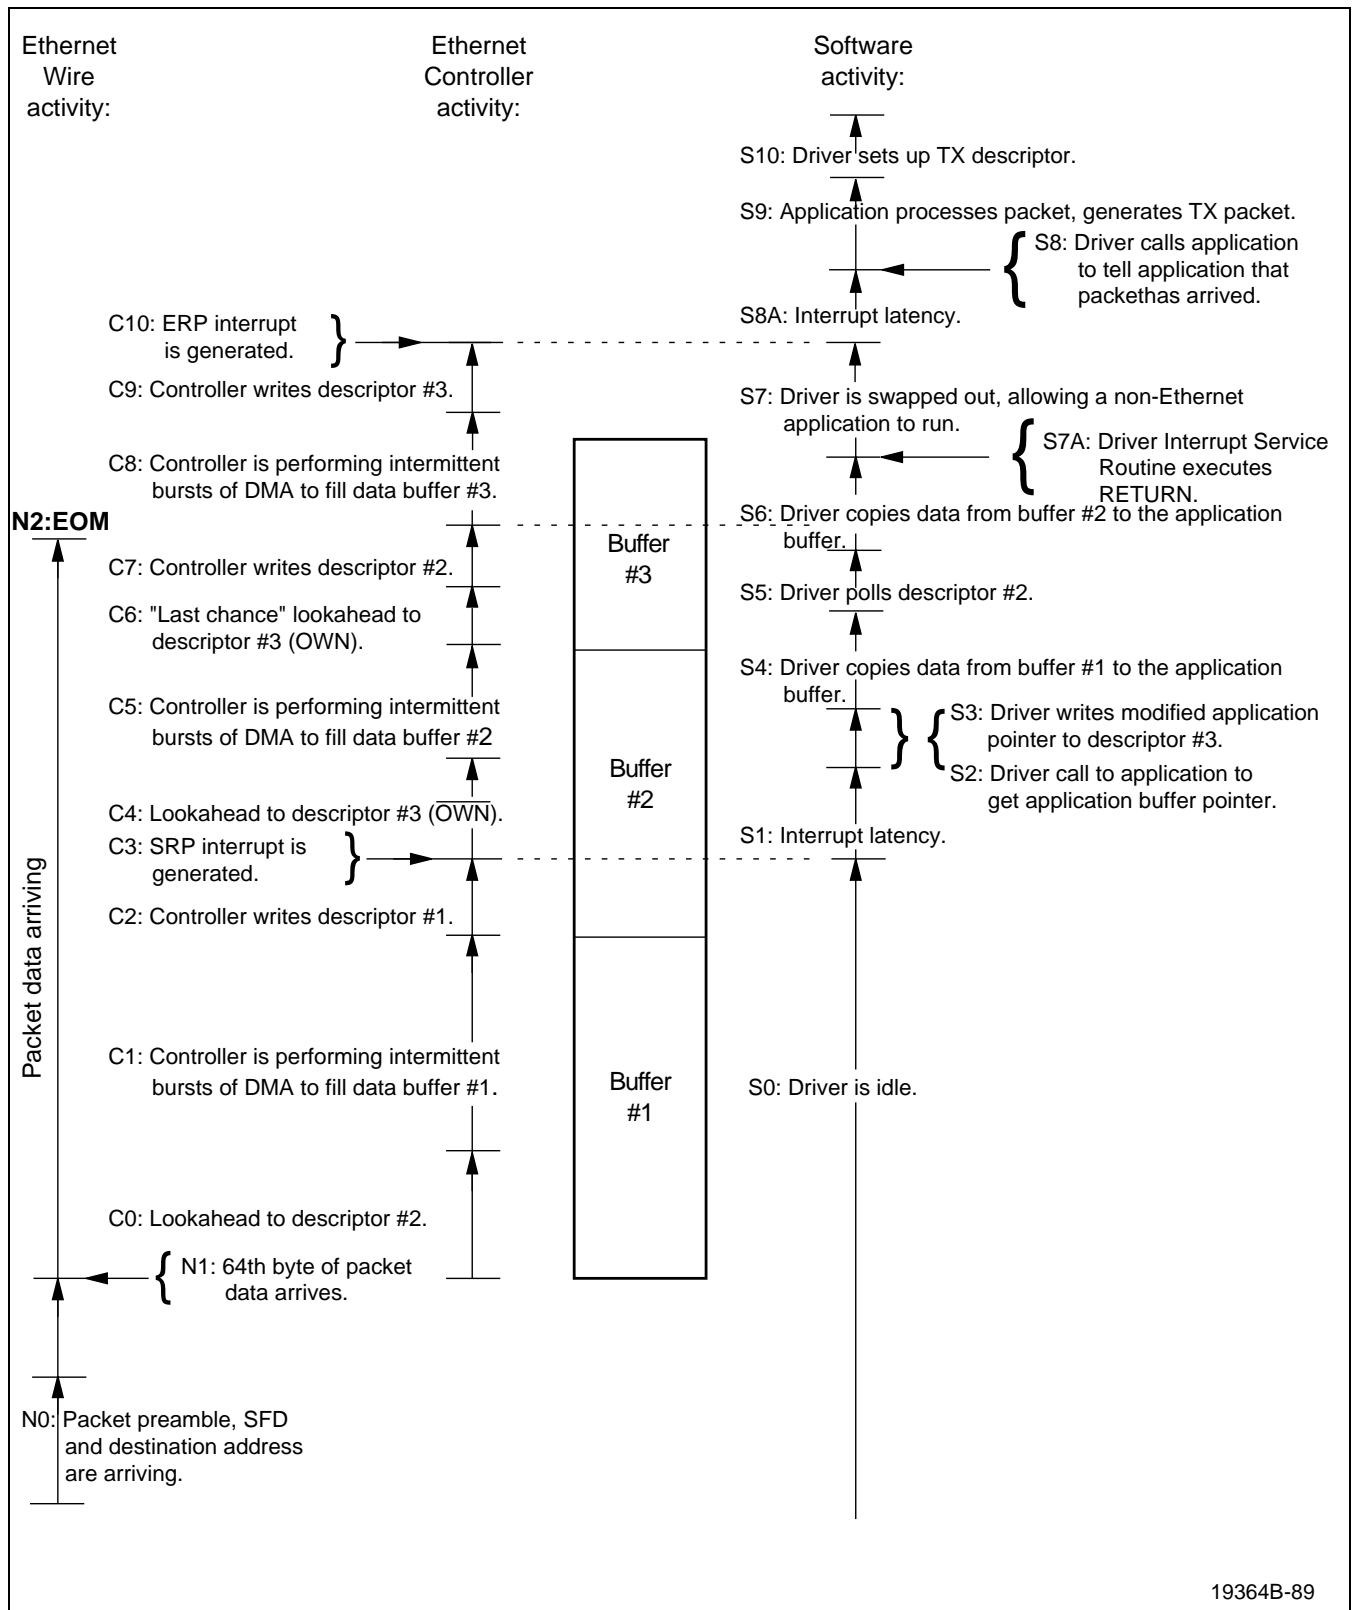 Ethernet
Wire
activity:
Ethernet
Controller
activity:
Software
activity:
S10: Driver sets up TX descriptor.
S9: Application processes packet, generates TX packet.
S8: Driver calls application
to tell application that
packethas arrived.
S8A: Interrupt latency.
C10: ERP interrupt
is generated.
C9: Controller writes descriptor #3.
S7: Driver is swapped out, allowing a non-Ethernet
application to run.
S7A: Driver Interrupt Service
Routine executes
RETURN.
C8: Controller is performing intermittent
bursts of DMA to fill data buffer #3.
N2:EOM
S6: Driver copies data from buffer #2 to the application
buffer.
Buffer
#3
C7: Controller writes descriptor #2.
S5: Driver polls descriptor #2.
C6: "Last chance" lookahead to
descriptor #3 (OWN).
S4: Driver copies data from buffer #1 to the application
buffer.
C5: Controller is performing intermittent
bursts of DMA to fill data buffer #2
S3: Driver writes modified application
pointer to descriptor #3.
S2: Driver call to application to
get application buffer pointer.
Buffer
#2
C4: Lookahead to descriptor #3 (O̅W̅N̅).
S1: Interrupt latency.
C3: SRP interrupt is
generated.
C2: Controller writes descriptor #1.
Packet data arriving
C1: Controller is performing intermittent
bursts of DMA to fill data buffer #1.
Buffer
#1
S0: Driver is idle.
C0: Lookahead to descriptor #2.
N1: 64th byte of packet
data arrives.
N0: Packet preamble, SFD
and destination address
are arriving.
19364B-89